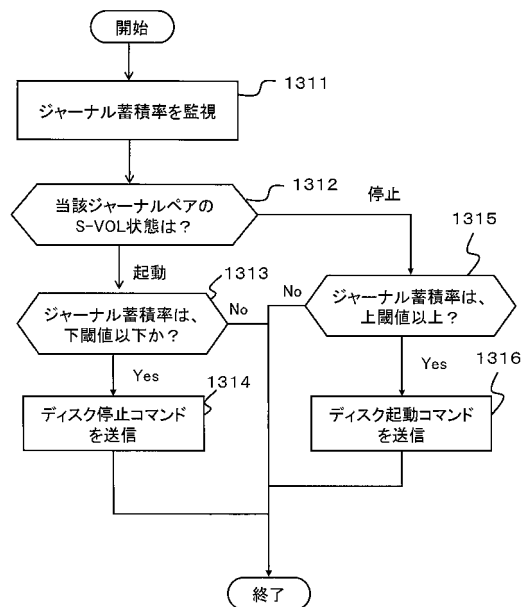 開始
ジャーナル蓄積率を監視
1311
当該ジャーナルペアの
S-VOL状態は？
1312
停止
起動
1313
ジャーナル蓄積率は、
下閾値以下か？
No
1315
No
ジャーナル蓄積率は、
上閾値以上？
Yes
1314
ディスク停止コマンド
を送信
Yes
1316
ディスク起動コマンド
を送信
終了